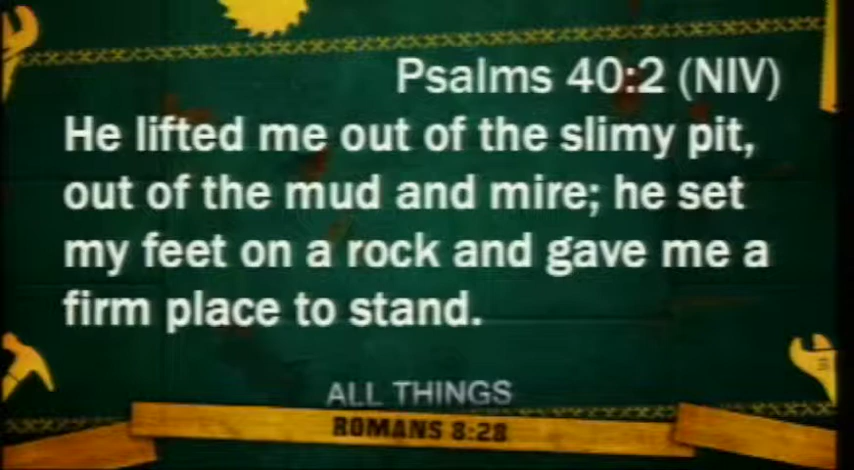 Psalms 40:2 (NIV)
He lifted me out of the slimy pit,
out of the mud and mire; he set
my feet on a rock and gave me a
firm place to stand.
ALL THINGS
ROMANS 8:28